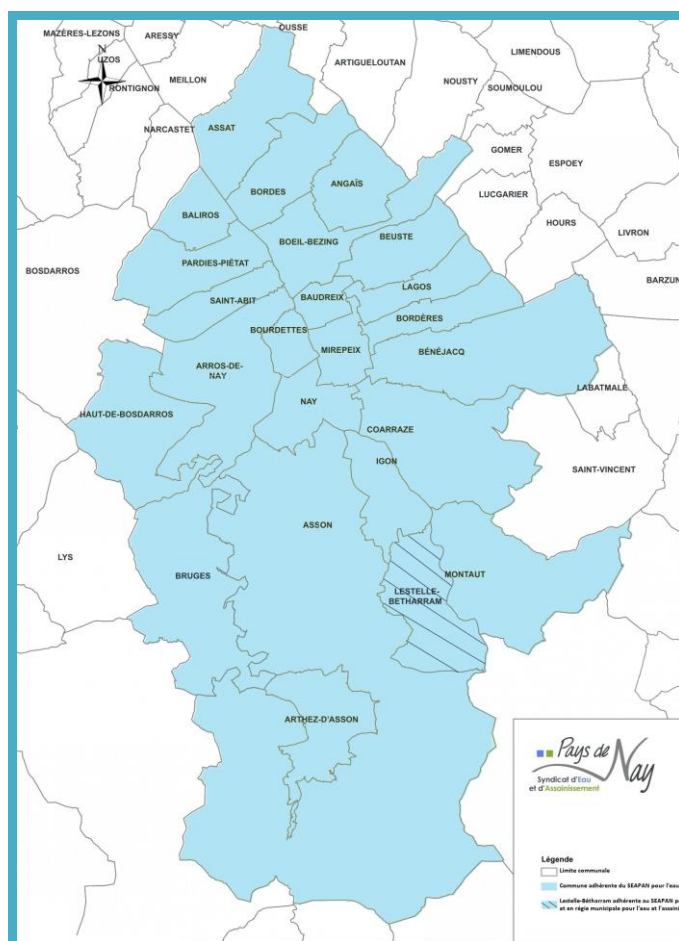 OUSSE
MAZÈRES-LEZONS
ARESSY
N
UZOS
LIMENDOUS
ARTIGUELOUTAN
MEILLON
NOUSTY
SOUMOULOU
RONTIGNON
NARCASTET
ASSAT
GOMER
ESPOEY
ANGAÏS
BORDES
LUCGARIER
BALIROS
HOURS
LIVRON
BEUSTE
BOEIL-BEZING
PARDIES-PIÉTAT
BOSDARROS
BARZUN
LAGOS
BAUDREIX
SAINT-ABIT
BORDÈRES
BOURDETTES
MIREPEIX
BÉNÉJACQ
ARROS-DE-
NAY
LABATMALE
NAY
HAUT-DE-BOSDARROS
COARRAZE
IGON
SAINT-VINCENT
ASSON
LYS
BRUGES
MONTAUT
LESTELLE-
BETHARRAM
ARTHEZ-D'ASSON
Pays de
Nay
Syndicat d'Eau
et d'Assainissement
Légende
Limite communale
Commune adhérente du SEAPAN pour l'eau
Lestelle-Bétharram adhérente au SEAPAN p
et en régie municipale pour l'eau et l'assaini